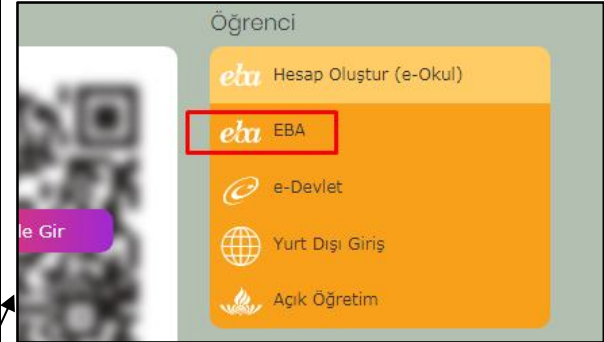 Öğrenci
eba Hesap Oluştur (e-Okul)
eba EBA
e-Devlet
le Gir
Yurt Dışı Giriş
Açık Öğretim